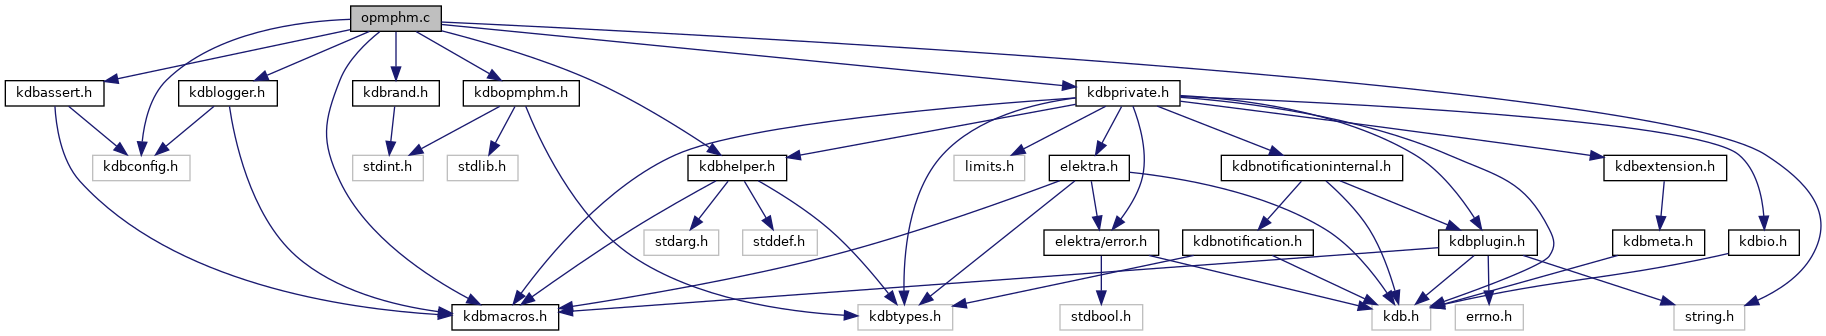 opmphm.c
kdbassert.h
kdblogger.h
kdbrand.h
kdbopmphm.h
kdbprivate.h
kdbconfig.h
stdint.h
stdlib.h
kdbhelper.h
limits.h
elektra.h
kdbnotificationinternal.h
kdbextension.h
stdarg.h
stddef.h
elektra/error.h
kdbnotification.h
kdbplugin.h
kdbmeta.h
kdbio.h
kdbmacros.h
kdbtypes.h
stdbool.h
kdb.h
errno.h
string.h